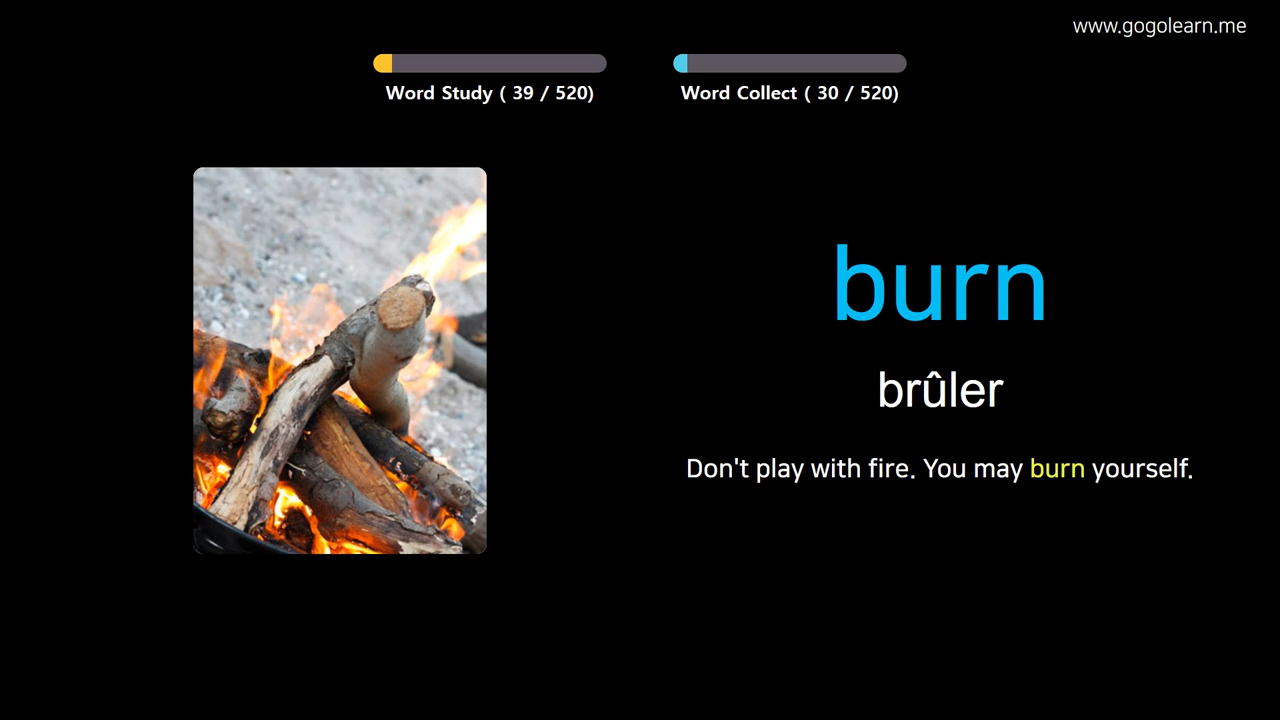 www.gogolearn.me
Word Study ( 39 / 520)
Word Collect ( 30 / 520)
burn
brûler
Don't play with fire. You may burn yourself.